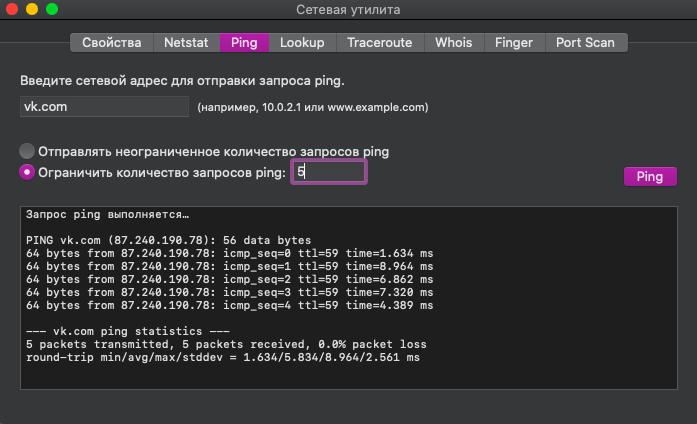 Сетевая утилита
Свойства Netstat Ping Lookup Traceroute Whois Finger Port Scan
Введите сетевой адрес для отправки запроса ping.
vk.com (например, 10.0.2.1 или www.example.com)
Отправлять неограниченное количество запросов ping
Ограничить количество запросов ping: 5
Ping
Запрос ping выполняется…
PING vk.com (87.240.190.78): 56 data bytes
64 bytes from 87.240.190.78: icmp_seq=0 ttl=59 time=1.634 ms
64 bytes from 87.240.190.78: icmp_seq=1 ttl=59 time=8.964 ms
64 bytes from 87.240.190.78: icmp_seq=2 ttl=59 time=6.862 ms
64 bytes from 87.240.190.78: icmp_seq=3 ttl=59 time=7.320 ms
64 bytes from 87.240.190.78: icmp_seq=4 ttl=59 time=4.389 ms
--- vk.com ping statistics ---
5 packets transmitted, 5 packets received, 0.0% packet loss
round-trip min/avg/max/stddev = 1.634/5.834/8.964/2.561 ms